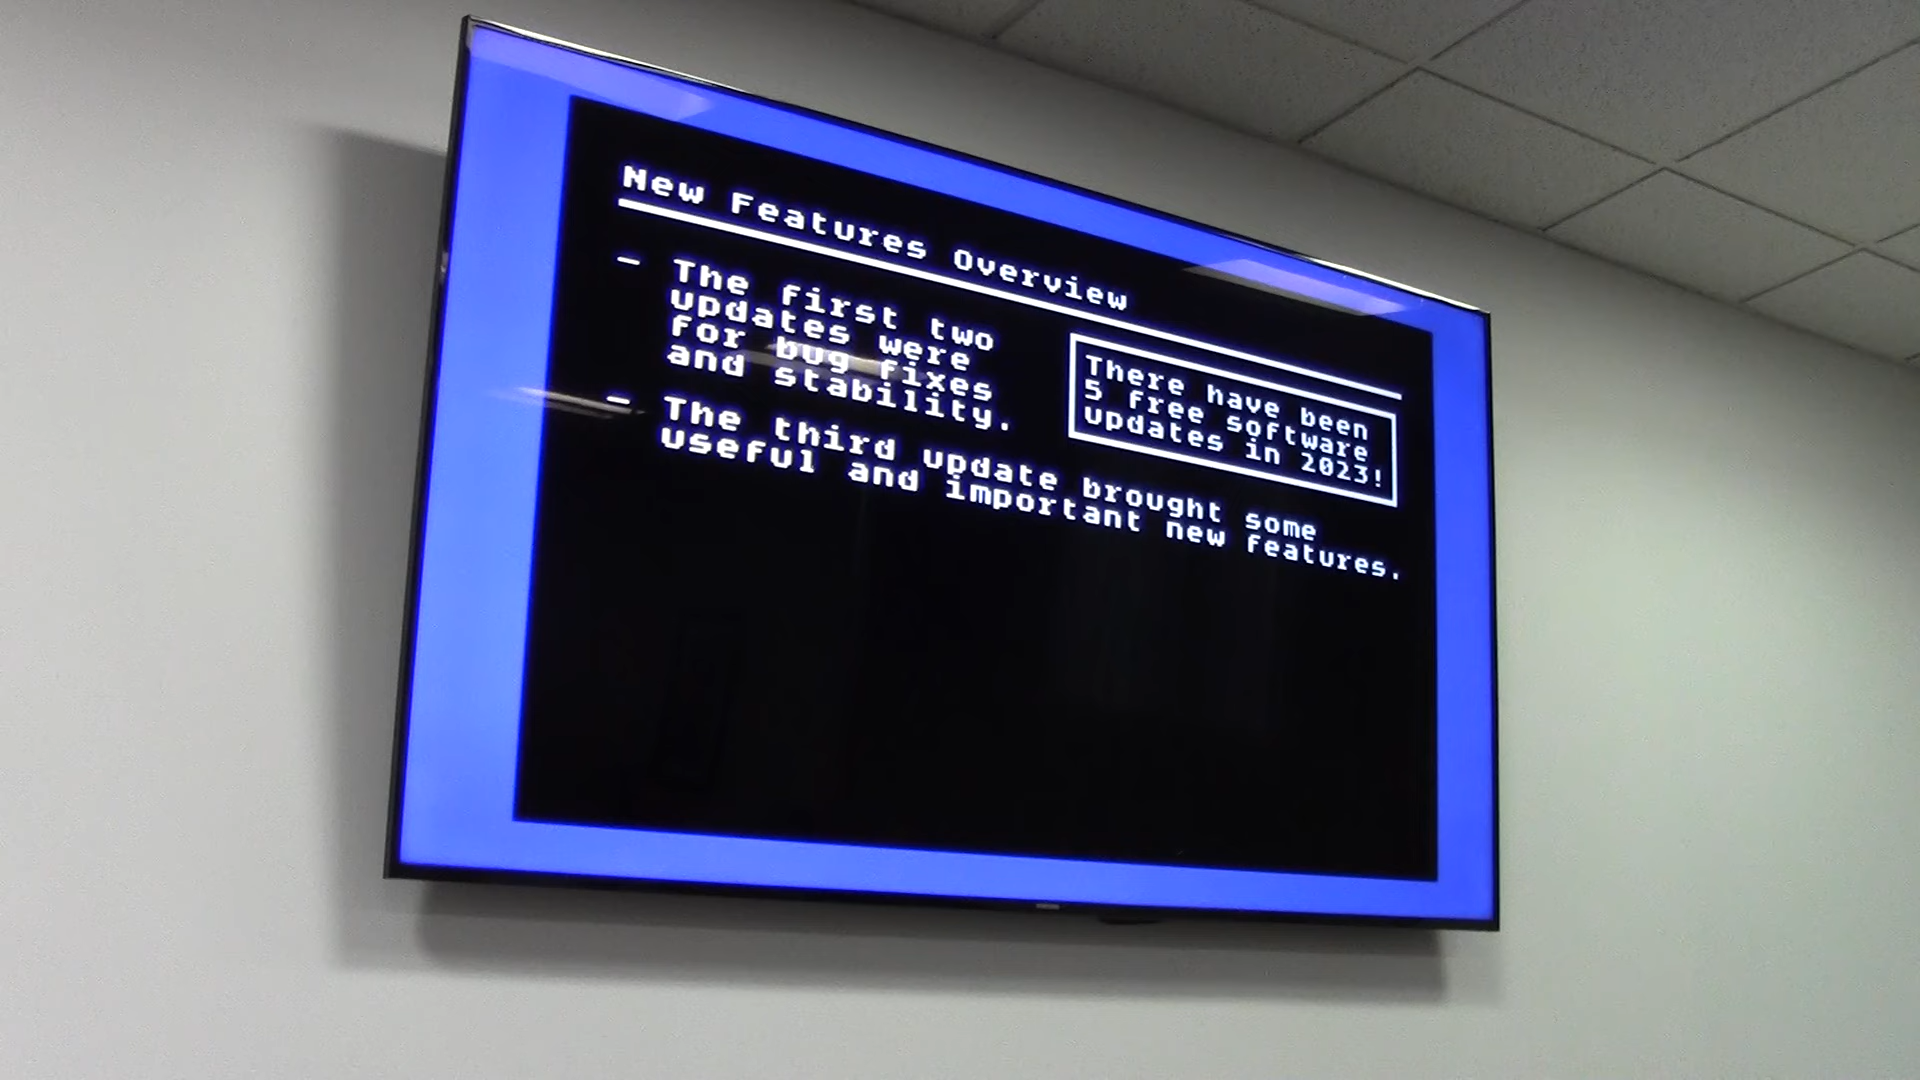 New Features Overview
- The first two
updates were
for bug fixes
and stability.
There have been
5 free software
updates in 2023!
- The third update brought some
useful and important new features.